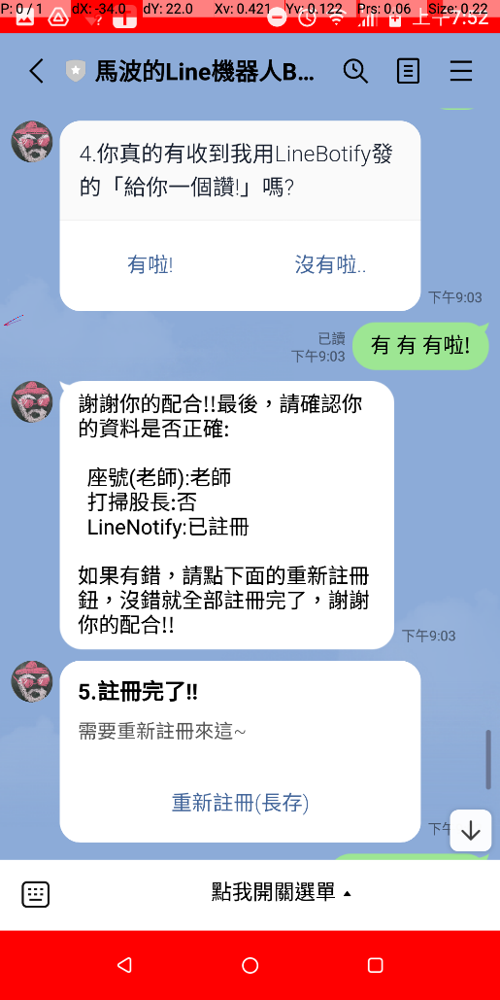 P: 0 / 1 dX: -34.0 dY: 22.0 Xv: 0.421 Yv: 0.122 Prs: 0.06 Size: 0.22
上午7:52
馬波的Line機器人B...
4.你真的有收到我用LineBotify發
的「給你一個讚!」嗎?
有啦! 沒有啦..
下午9:03
已讀
下午9:03
有 有 有啦!
謝謝你的配合!!最後，請確認你
的資料是否正確:
座號(老師):老師
打掃股長:否
LineNotify:已註冊
如果有錯，請點下面的重新註冊
鈕，沒錯就全部註冊完了，謝謝
你的配合!!
下午9:03
5.註冊完了!!
需要重新註冊來這~
重新註冊(長存)
下午
點我開關選單